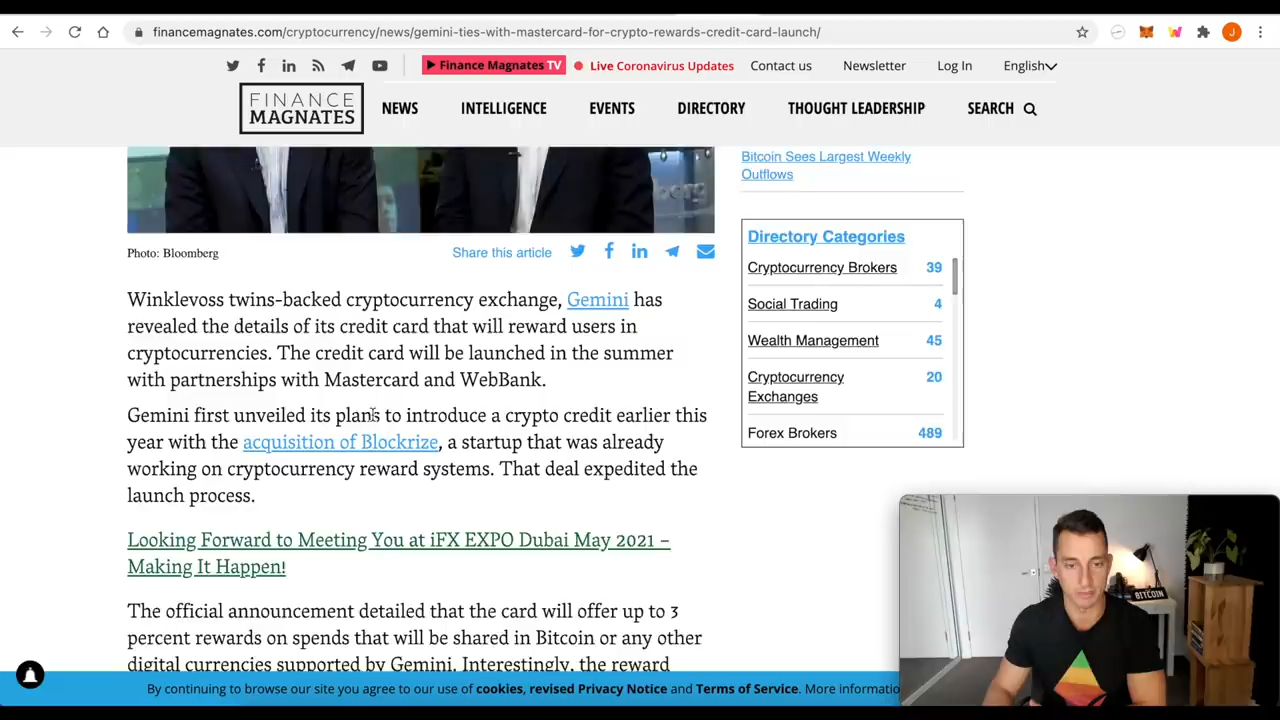 financemagnates.com/cryptocurrency/news/gemini-ties-with-mastercard-for-crypto-rewards-credit-card-launch/
J
Finance Magnates TV
Live Coronavirus Updates
Contact us
Newsletter
Log In
English
FINANCE
MAGNATES
NEWS
INTELLIGENCE
EVENTS
DIRECTORY
THOUGHT LEADERSHIP
SEARCH
Photo: Bloomberg
Share this article
Winklevoss twins-backed cryptocurrency exchange, Gemini has
revealed the details of its credit card that will reward users in
cryptocurrencies. The credit card will be launched in the summer
with partnerships with Mastercard and WebBank.
Gemini first unveiled its plans to introduce a crypto credit earlier this
year with the acquisition of Blockrize, a startup that was already
working on cryptocurrency reward systems. That deal expedited the
launch process.
Looking Forward to Meeting You at iFX EXPO Dubai May 2021 –
Making It Happen!
The official announcement detailed that the card will offer up to 3
percent rewards on spends that will be shared in Bitcoin or any other
digital currencies supported by Gemini. Interestingly, the reward
Bitcoin Sees Largest Weekly
Outflows
Directory Categories
Cryptocurrency Brokers 39
Social Trading 4
Wealth Management 45
Cryptocurrency 20
Exchanges
Forex Brokers 489
BITCOIN
By continuing to browse our site you agree to our use of cookies, revised Privacy Notice and Terms of Service. More